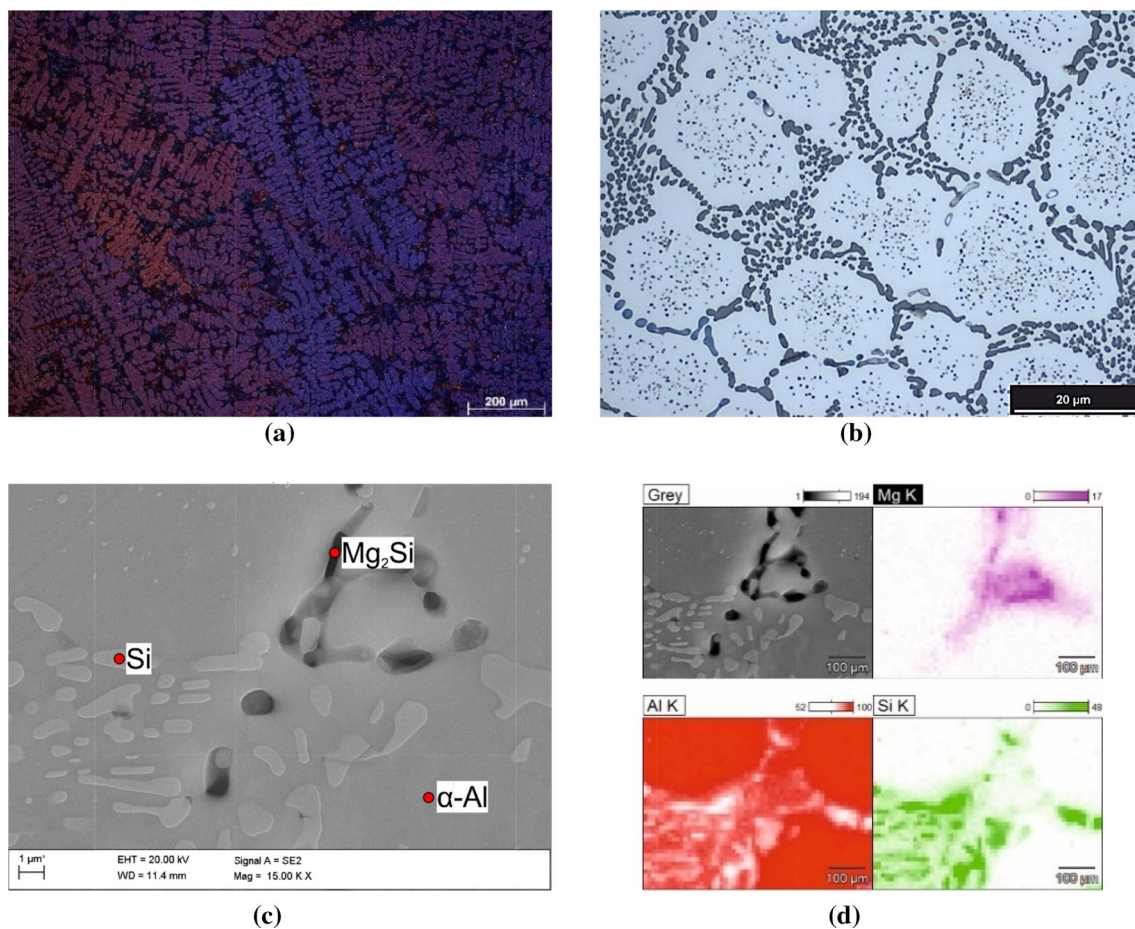 200 µm
20 µm
(a)
(b)
Mg₂Si
Si
α-Al
1 µm
EHT = 20.00 kV
Signal A = SE2
WD = 11.4 mm
Mag = 15.00 K X
Grey
1
194
Mg K
0
17
100 µm
100 µm
Al K
52
100
Si K
0
48
100 µm
100 µm
(c)
(d)